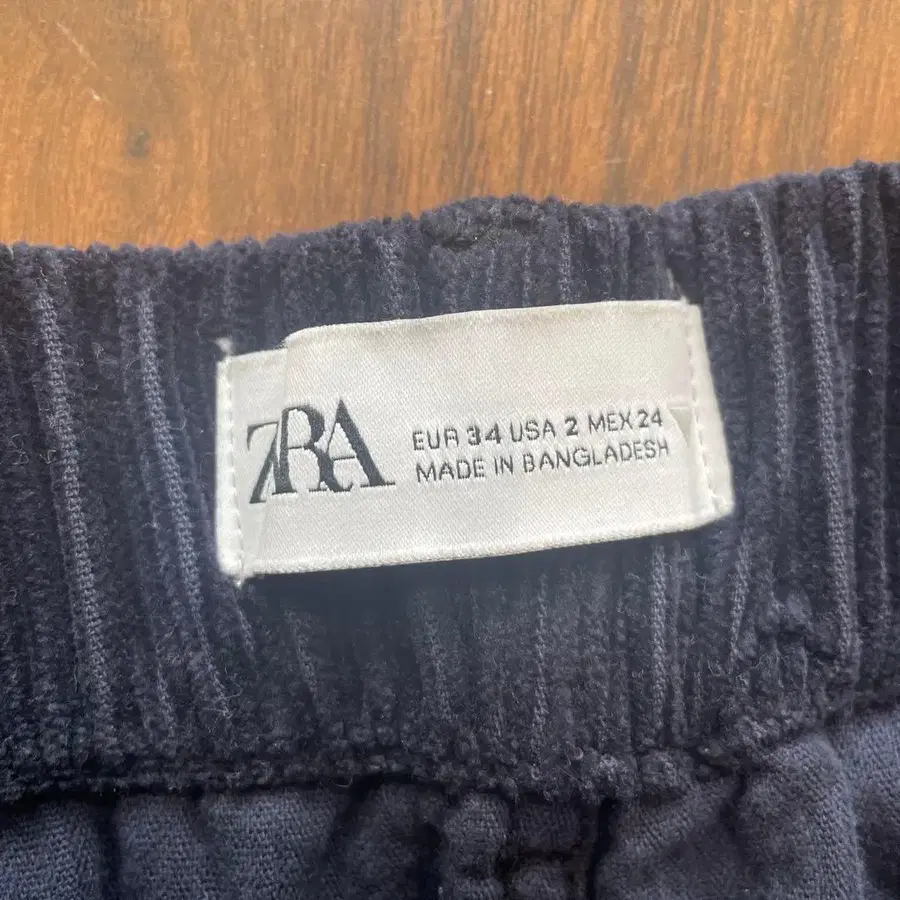 ZRA
EUR 34 USA 2 MEX 24
MADE IN BANGLADESH